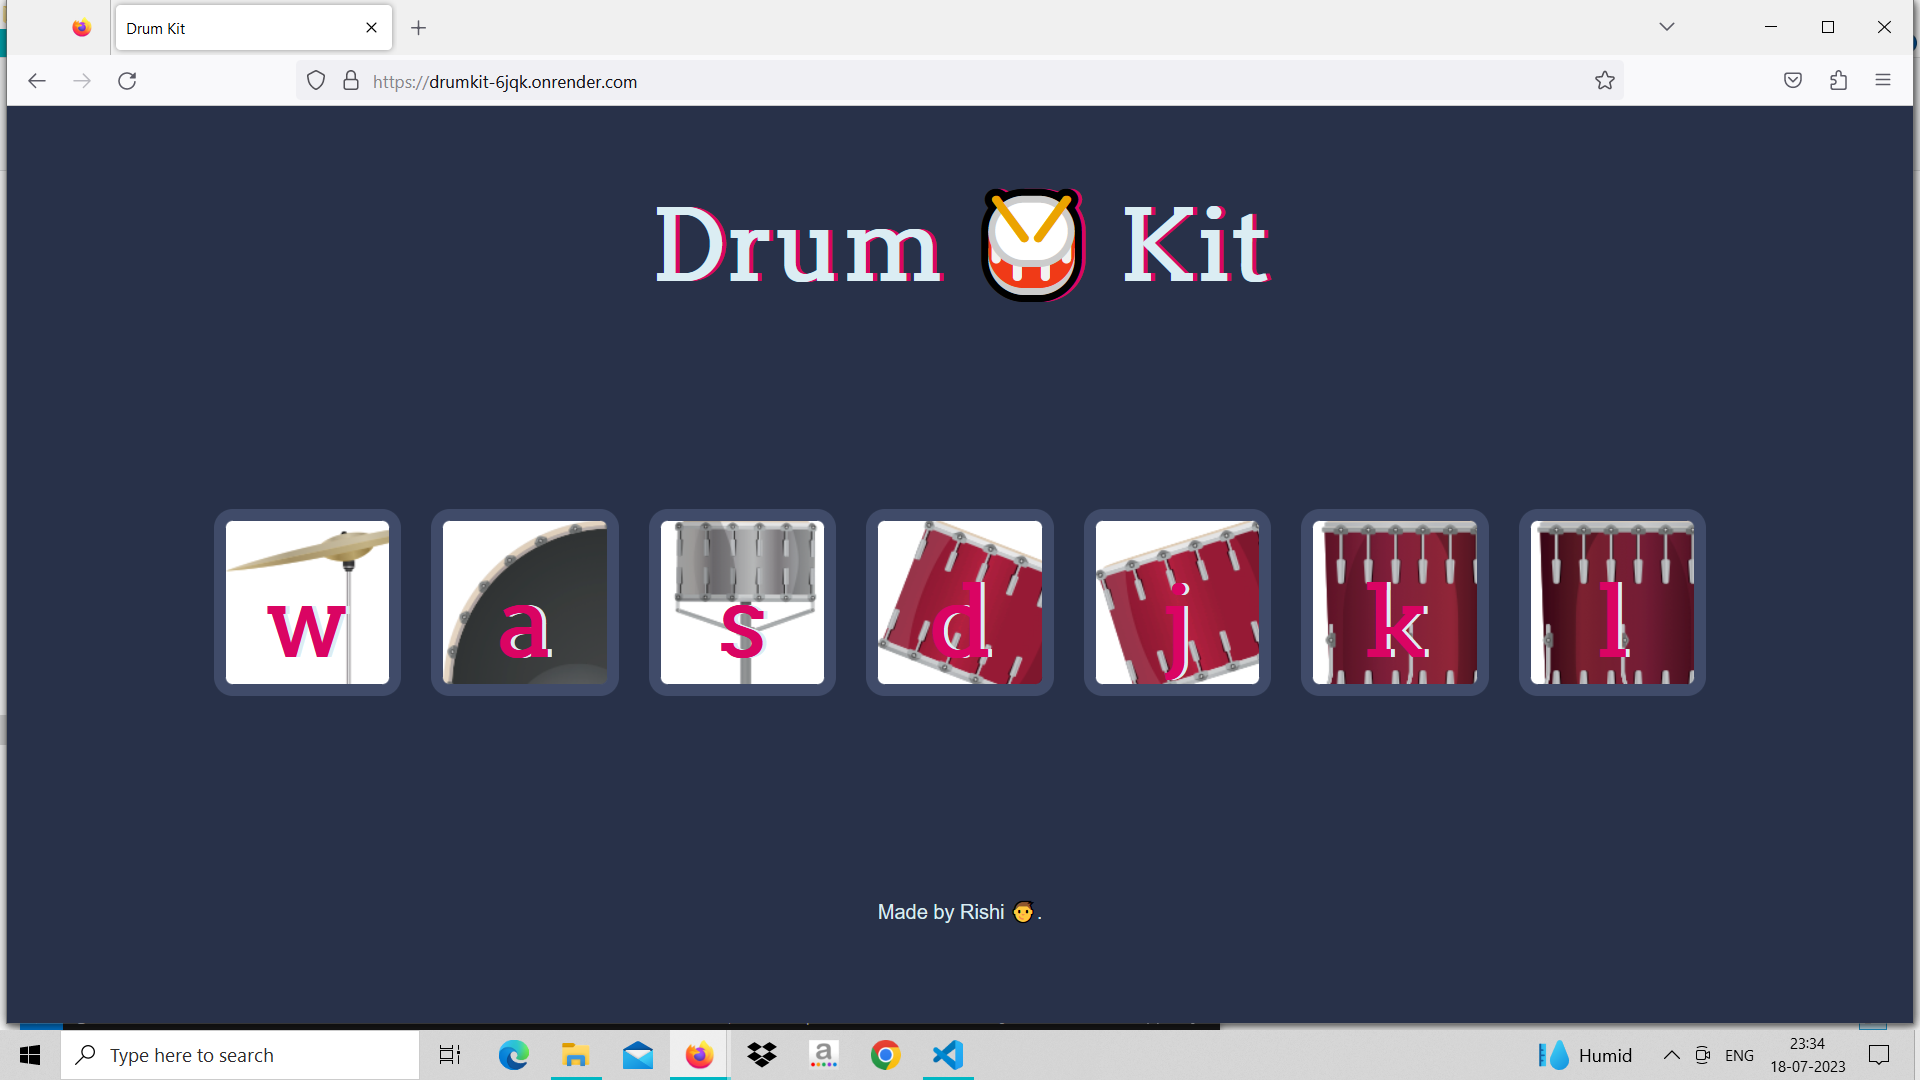 Drum Kit
https://drumkit-6jqk.onrender.com
Drum 🥁 Kit
w a s d j k l
Made by Rishi 👨.
Type here to search
a
Humid
ENG
23:34
18-07-2023